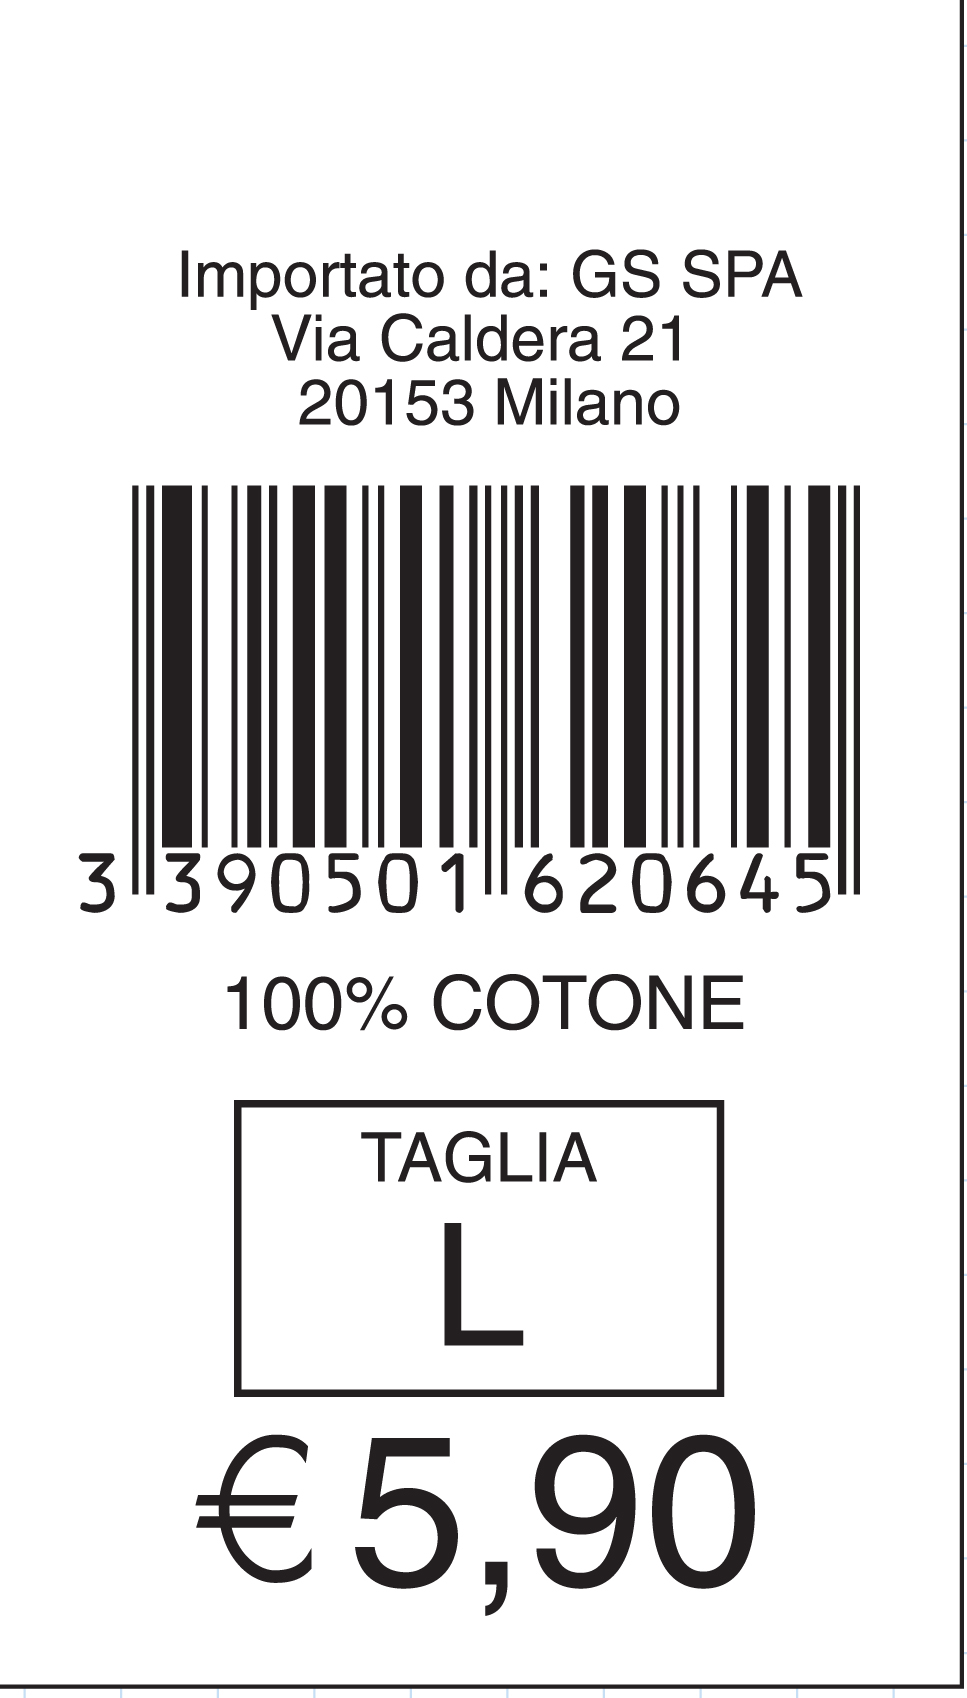 Importato da: GS SPA
Via Caldera 21
20153 Milano
3 390501 620645
100% COTONE
TAGLIA
L
€ 5,90